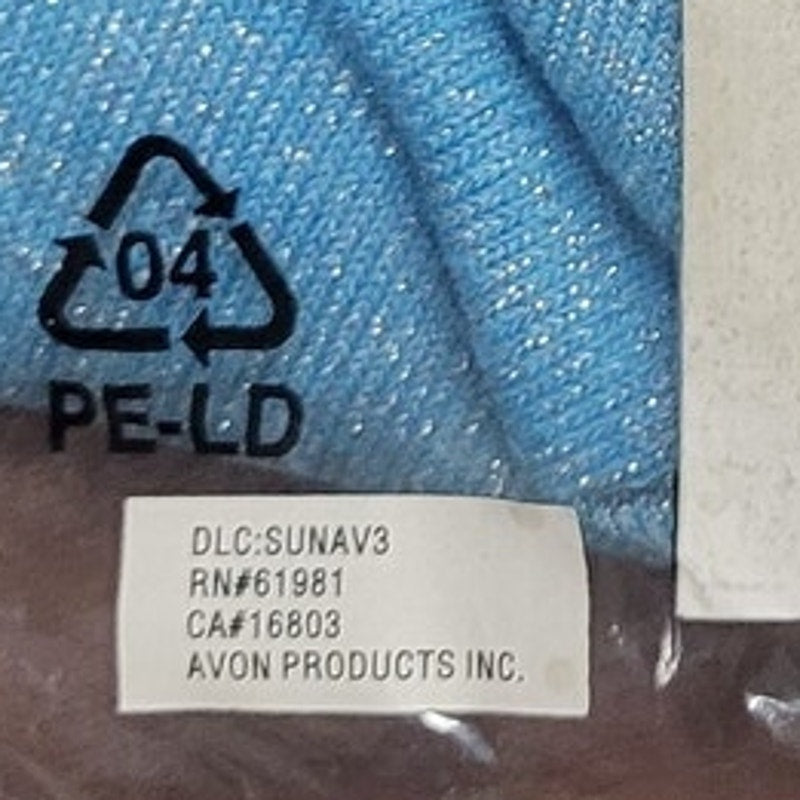 04
PE-LD
DLC:SUNAV3
RN#61981
CA#16803
AVON PRODUCTS INC.